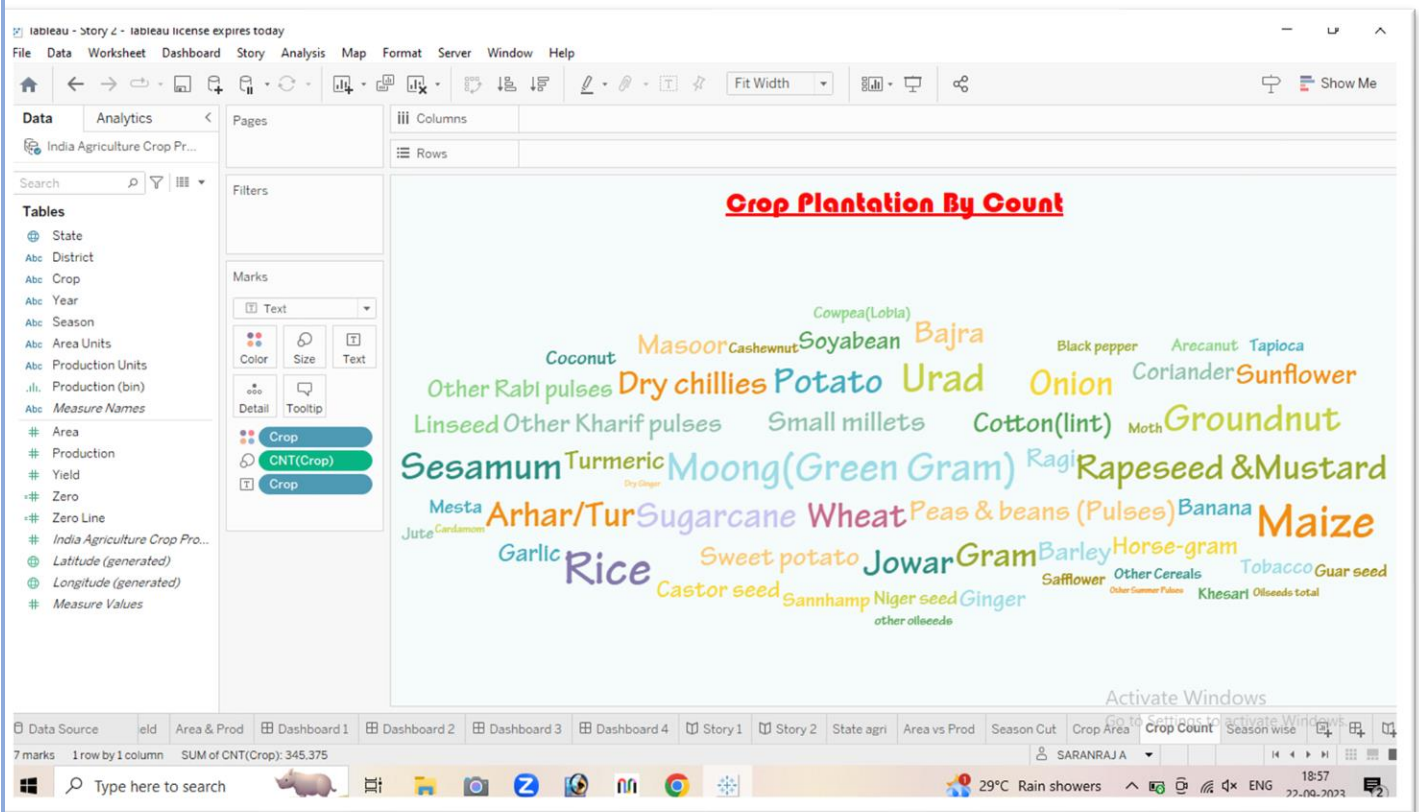 Tableau - Story 2 - Tableau license expires today
File Data Worksheet Dashboard Story Analysis Map Format Server Window Help
Fit Width
Show Me
Data Analytics
India Agriculture Crop Pr...
Search
Tables
State
Abc District
Abc Crop
Abc Year
Abc Season
Abc Area Units
Abc Production Units
Production (bin)
Abc Measure Names
# Area
# Production
# Yield
=# Zero
=# Zero Line
# India Agriculture Crop Pro...
Latitude (generated)
Longitude (generated)
# Measure Values
Pages
Filters
Marks
T Text
Color Size Text
Detail Tooltip
Crop
CNT(Crop)
T Crop
iii Columns
Rows
Crop Plantation By Count
Cowpea(Lobia)
Masoor Cashewnut Soyabean Bajra
Coconut Black pepper Arecanut Tapioca
Other Rabi pulses Dry chillies Potato Urad Onion Coriander Sunflower
Linseed Other Kharif pulses Small millets Cotton(lint) Moth Groundnut
Sesamum Turmeric Moong(Green Gram) Ragi Rapeseed &Mustard
Dry Ginger
Mesta Arhar/Tur Sugarcane Wheat Peas & beans (Pulses) Banana Maize
Jute Cardamom
Garlic Rice Sweet potato Jowar Gram Barley Horse-gram
Safflower Other Cereals Tobacco Guar seed
Castor seed Sannhamp Niger seed Ginger Other Summer Pulses Khesari Oilseeds total
other oilseeds
Activate Windows
Go to Settings to activate Windows.
Data Source ield Area & Prod Dashboard 1 Dashboard 2 Dashboard 3 Dashboard 4 Story 1 Story 2 State agri Area vs Prod Season Cut Crop Area Crop Count Season wise
7 marks 1 row by 1 column SUM of CNT(Crop): 345,375
SARANRAJ A
Type here to search
29°C Rain showers
ENG
18:57
22-09-2023
2